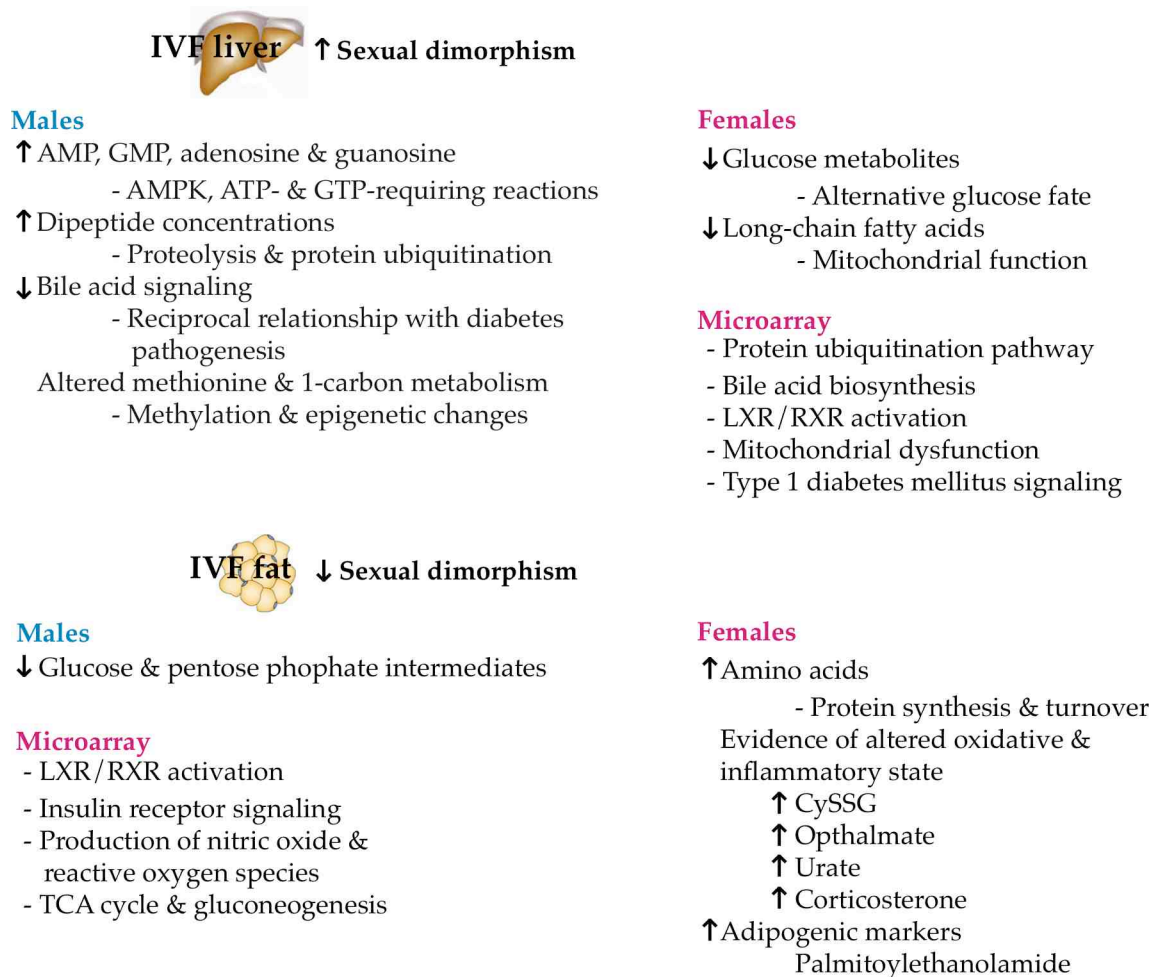 IVF liver ↑ Sexual dimorphism
Males
↑ AMP, GMP, adenosine & guanosine
- AMPK, ATP- & GTP-requiring reactions
↑ Dipeptide concentrations
- Proteolysis & protein ubiquitination
↓ Bile acid signaling
- Reciprocal relationship with diabetes
pathogenesis
Altered methionine & 1-carbon metabolism
- Methylation & epigenetic changes
Females
↓ Glucose metabolites
- Alternative glucose fate
↓ Long-chain fatty acids
- Mitochondrial function
Microarray
- Protein ubiquitination pathway
- Bile acid biosynthesis
- LXR/RXR activation
- Mitochondrial dysfunction
- Type 1 diabetes mellitus signaling
IVF fat ↓ Sexual dimorphism
Males
↓ Glucose & pentose phophate intermediates
Microarray
- LXR/RXR activation
- Insulin receptor signaling
- Production of nitric oxide &
reactive oxygen species
- TCA cycle & gluconeogenesis
Females
↑ Amino acids
- Protein synthesis & turnover
Evidence of altered oxidative &
inflammatory state
↑ CySSG
↑ Opthalmate
↑ Urate
↑ Corticosterone
↑ Adipogenic markers
Palmitoylethanolamide